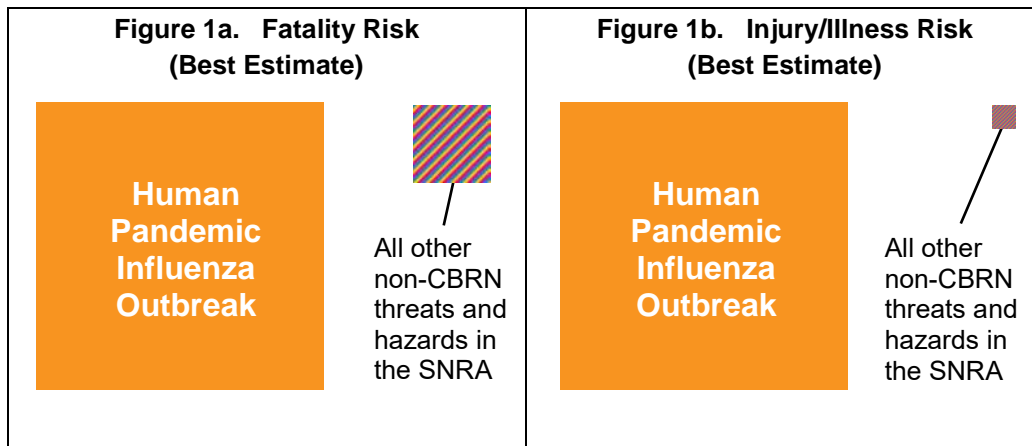 Figure 1a.   Fatality Risk
(Best Estimate)
Human
Pandemic
Influenza
Outbreak
All other
non-CBRN
threats and
hazards in
the SNRA
Figure 1b.   Injury/Illness Risk
(Best Estimate)
Human
Pandemic
Influenza
Outbreak
All other
non-CBRN
threats and
hazards in
the SNRA